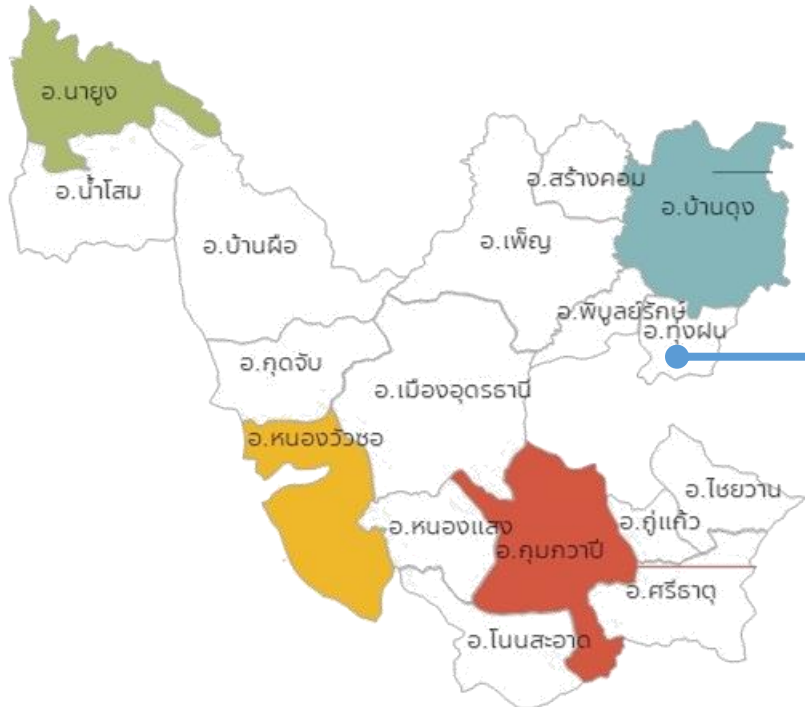 อ.นายูง
อ.น้ำโสม
อ.บ้านผือ
อ.สร้างคอม
อ.เพ็ญ
อ.บ้านดุง
อ.พิบูลย์รักษ์
อ.ทุ่งฝน
อ.กุดจับ
อ.เมืองอุดรธานี
อ.หนองวัวซอ
อ.หนองแสง
อ.กุมภวาปี
อ.กู่แก้ว
อ.ไชยวาน
อ.ศรีธาตุ
อ.โนนสะอาด